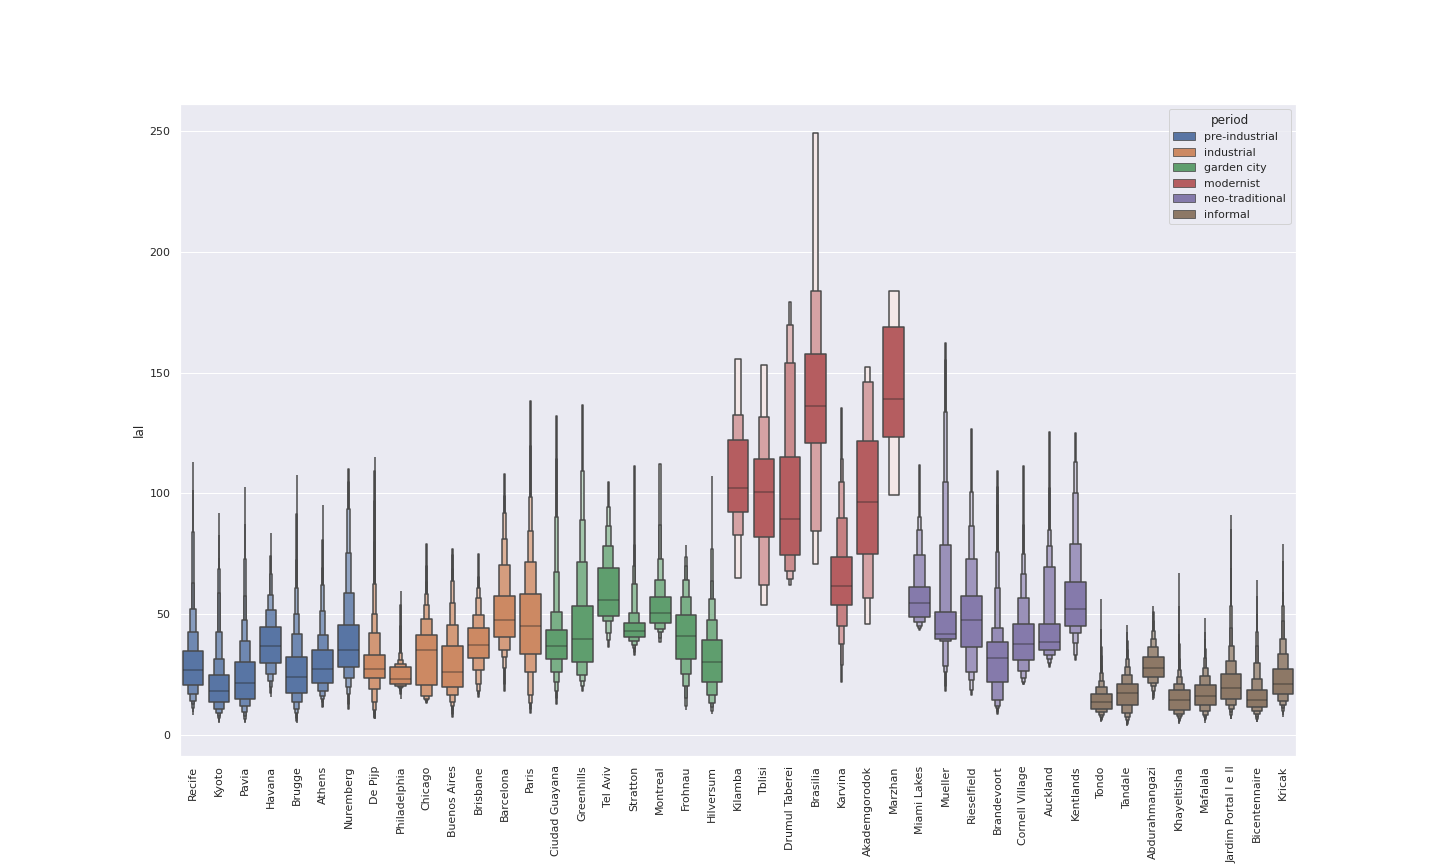 period
pre-industrial
industrial
garden city
modernist
neo-traditional
informal
lal
250
200
150
100
50
0
Recife
Kyoto
Pavia
Havana
Brugge
Athens
Nuremberg
De Pijp
Philadelphia
Chicago
Buenos Aires
Brisbane
Barcelona
Paris
Ciudad Guayana
Greenhills
Tel Aviv
Stratton
Montreal
Frohnau
Hilversum
Kilamba
Tbilisi
Drumul Taberei
Brasilia
Karvina
Akademgorodok
Marzhan
Miami Lakes
Mueller
Rieselfield
Brandevoort
Cornell Village
Auckland
Kentlands
Tondo
Tandale
Abdurahmangazi
Khayeltisha
Mafalala
Jardim Portal I e II
Bicentennaire
Kricak